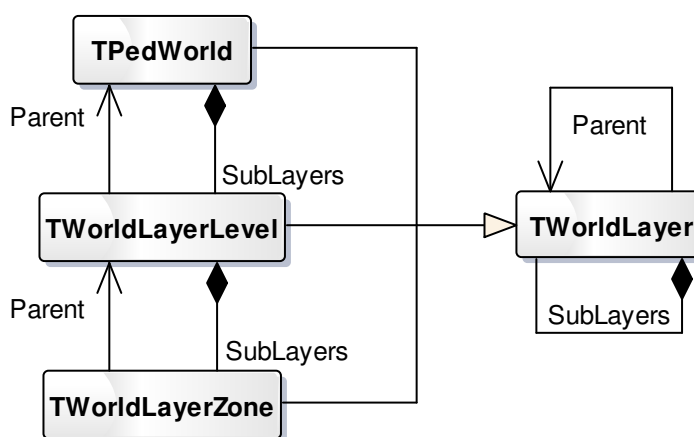 TPedWorld
Parent
Parent
SubLayers
TWorldLayerLevel
TWorldLayer
Parent
SubLayers
SubLayers
TWorldLayerZone